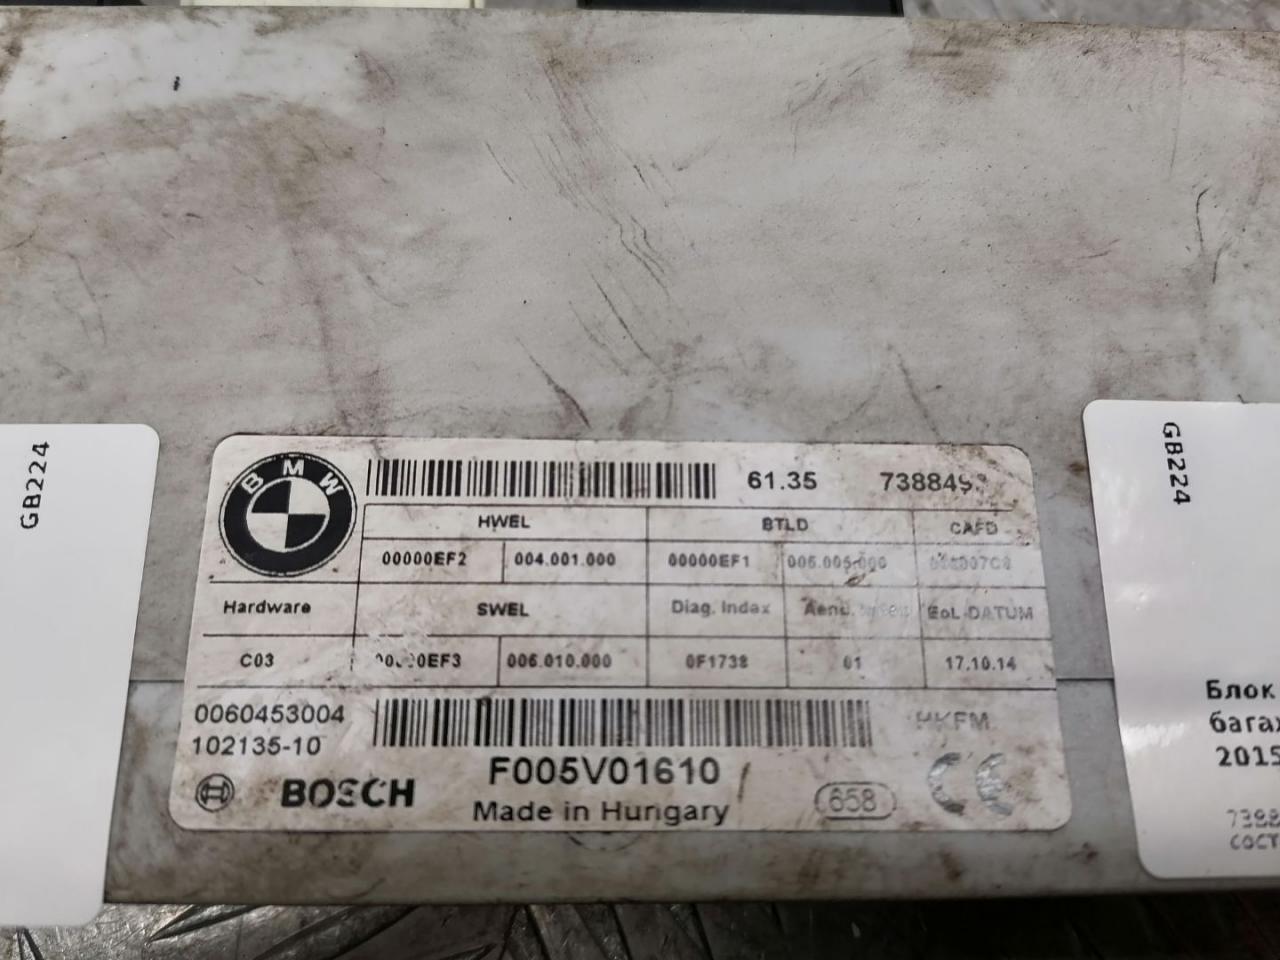 GB224
BMW
61.35
HWEL BTLD CAFD
00000EF2 004.001.000 00000EF1
Hardware SWEL Diag. Index EoL-DATUM
C03 006.010.000 0F1738 01 17.10.14
0060453004
102135-10
HKFM
BOSCH
F005V01610
Made in Hungary
658
CE
GB224
Блок
2015